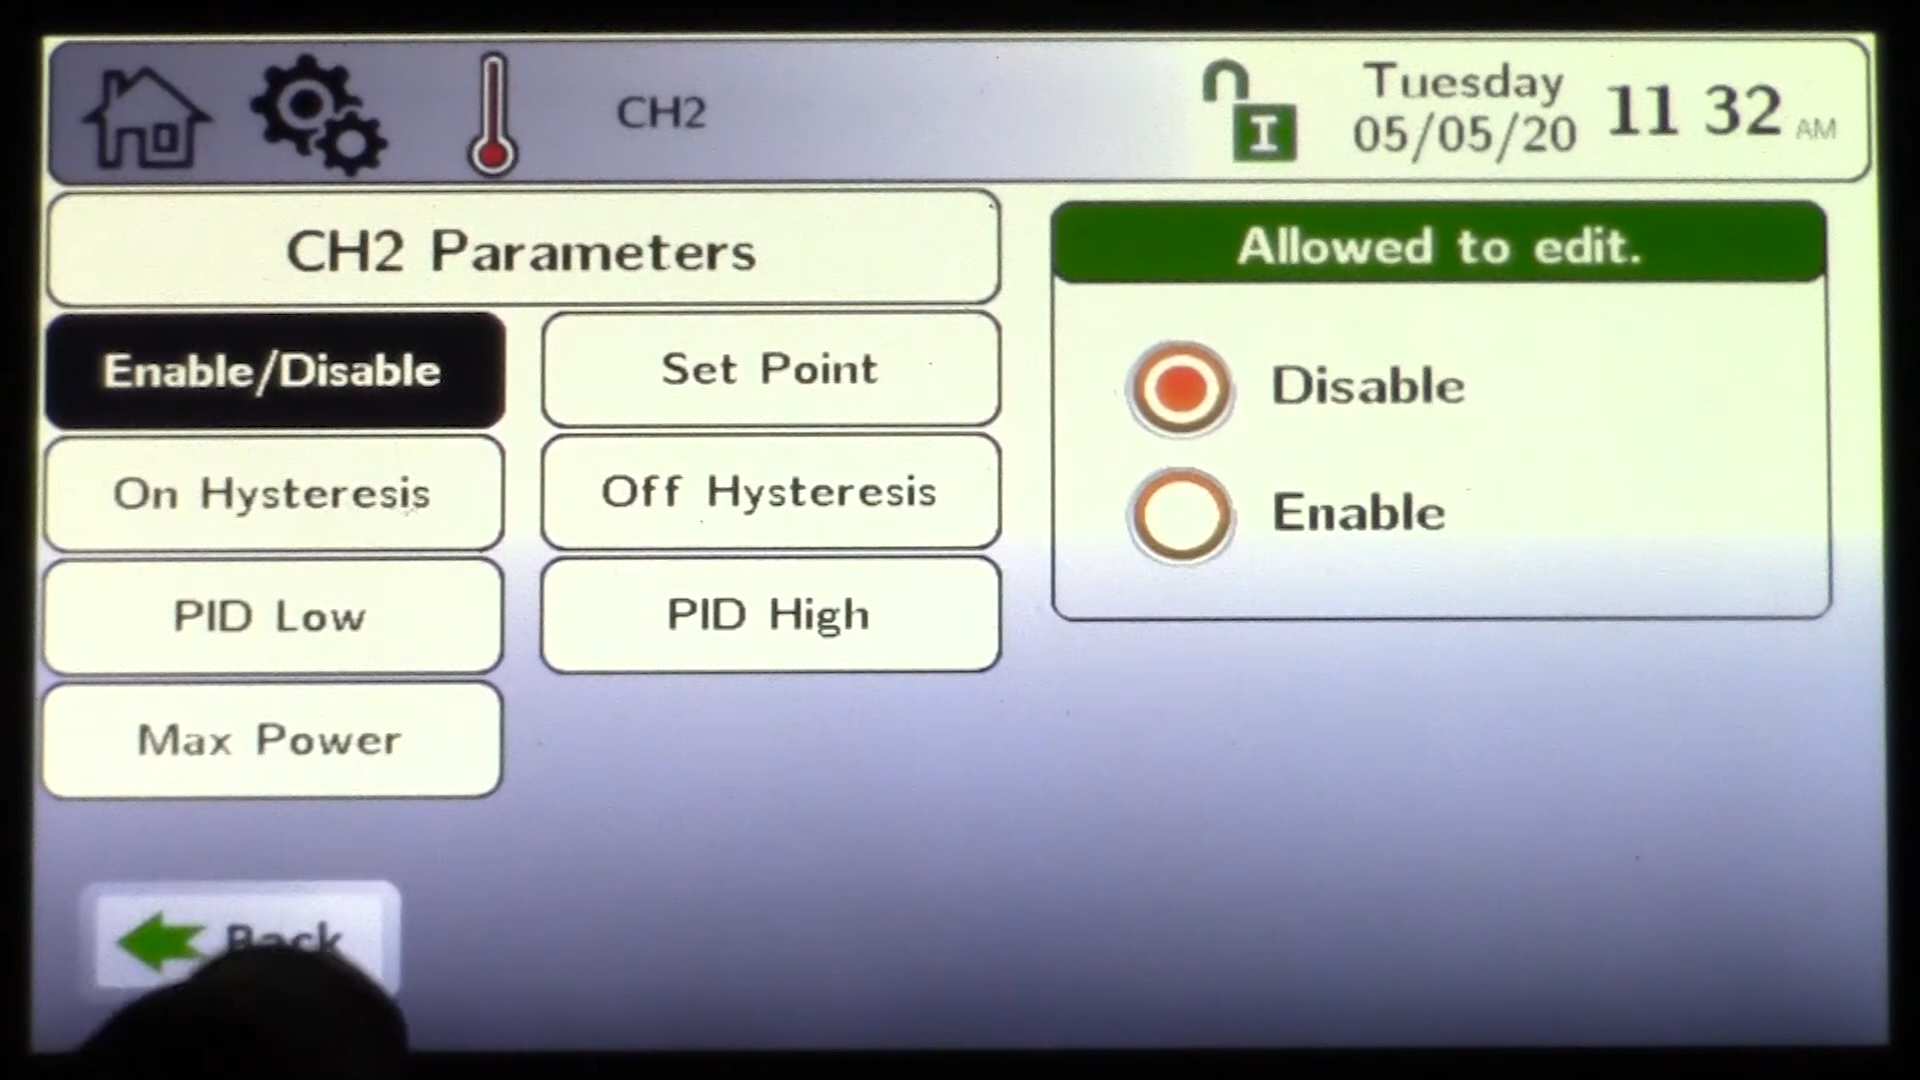 CH2
I
Tuesday
05/05/20
11 32 AM
CH2 Parameters
Allowed to edit.
Enable/Disable
Set Point
Disable
On Hysteresis
Off Hysteresis
Enable
PID Low
PID High
Max Power
Back